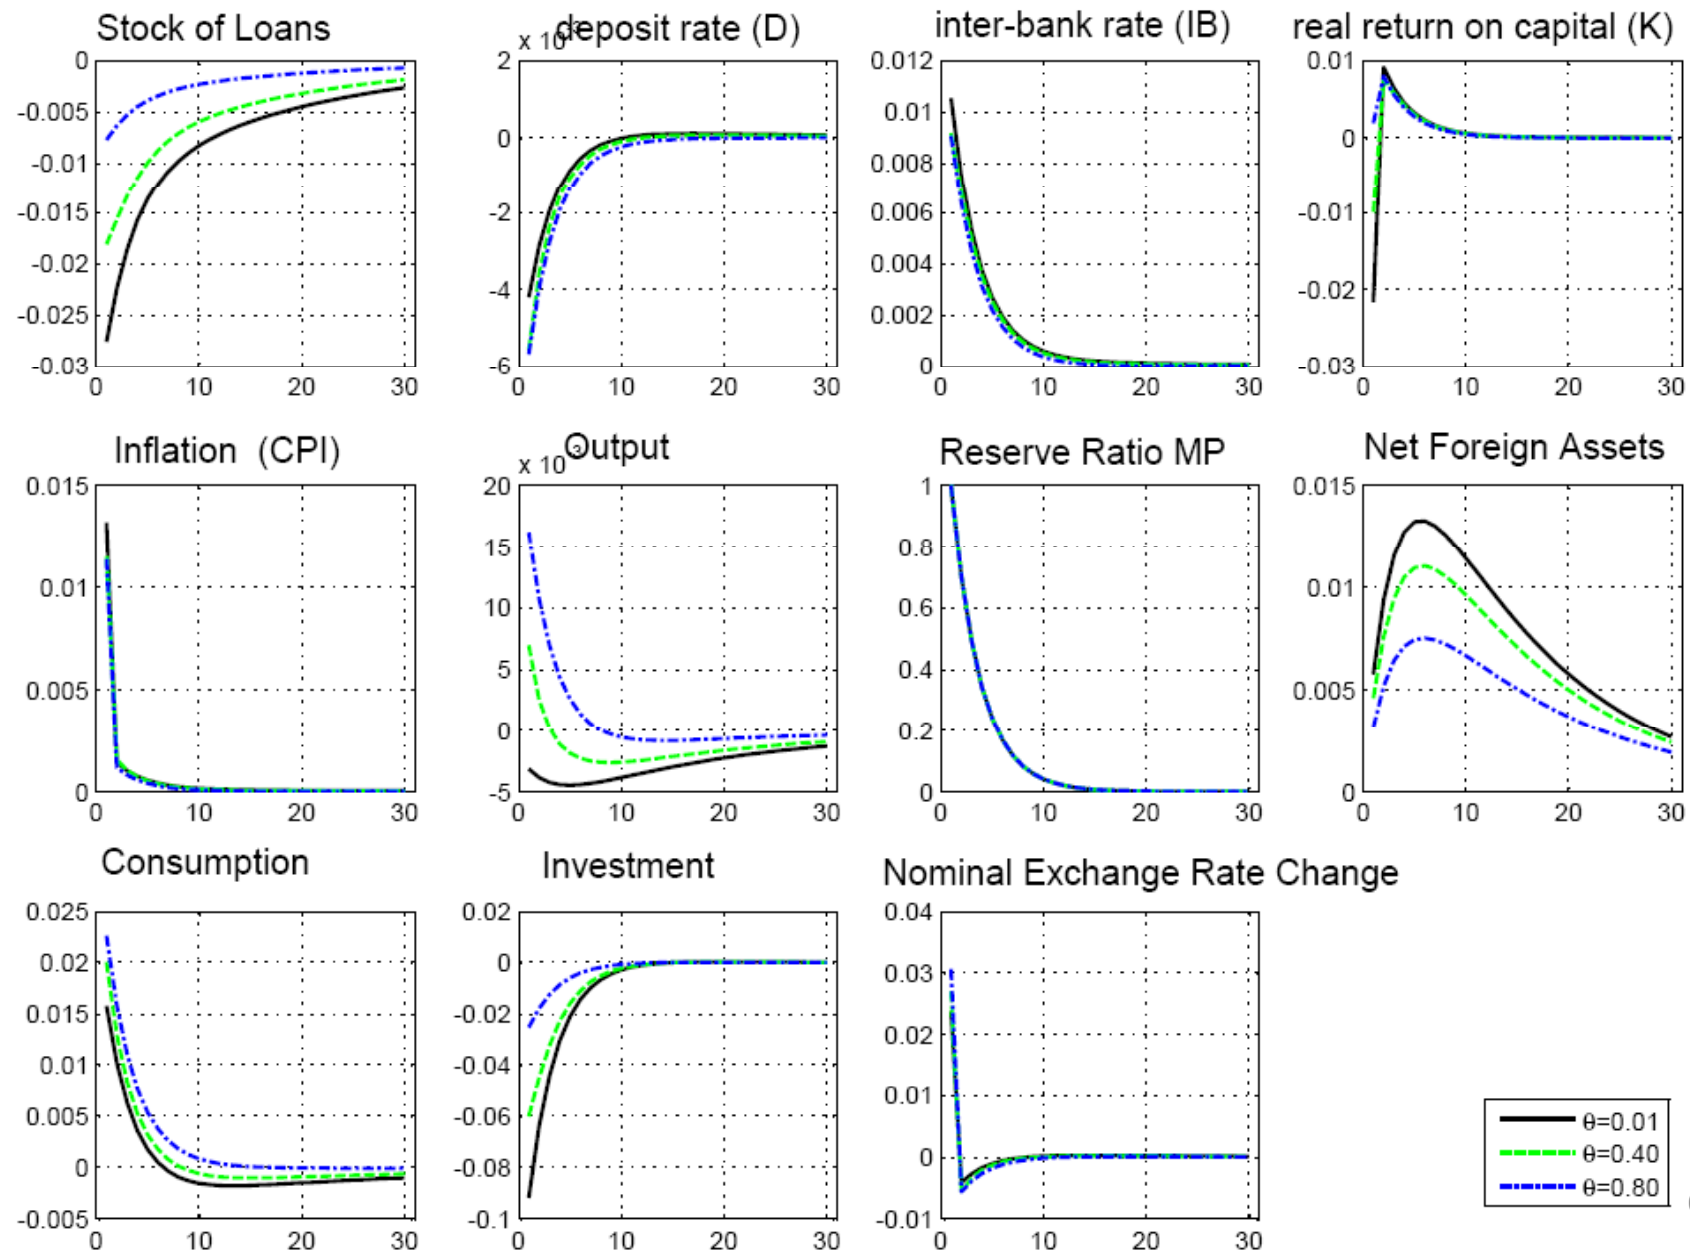 Stock of Loans
0
-0.005
-0.01
-0.015
-0.02
-0.025
-0.03
0 10 20 30
deposit rate (D)
x 10
2
0
-2
-4
-6
0 10 20 30
inter-bank rate (IB)
0.012
0.01
0.008
0.006
0.004
0.002
0
0 10 20 30
real return on capital (K)
0.01
0
-0.01
-0.02
-0.03
0 10 20 30
Inflation (CPI)
0.015
0.01
0.005
0
0 10 20 30
Output
x 10
20
15
10
5
0
-5
0 10 20 30
Reserve Ratio MP
1
0.8
0.6
0.4
0.2
0
0 10 20 30
Net Foreign Assets
0.015
0.01
0.005
0
0 10 20 30
Consumption
0.025
0.02
0.015
0.01
0.005
0
-0.005
0 10 20 30
Investment
0.02
0
-0.02
-0.04
-0.06
-0.08
-0.1
0 10 20 30
Nominal Exchange Rate Change
0.04
0.03
0.02
0.01
0
-0.01
0 10 20 30
θ=0.01
θ=0.40
θ=0.80